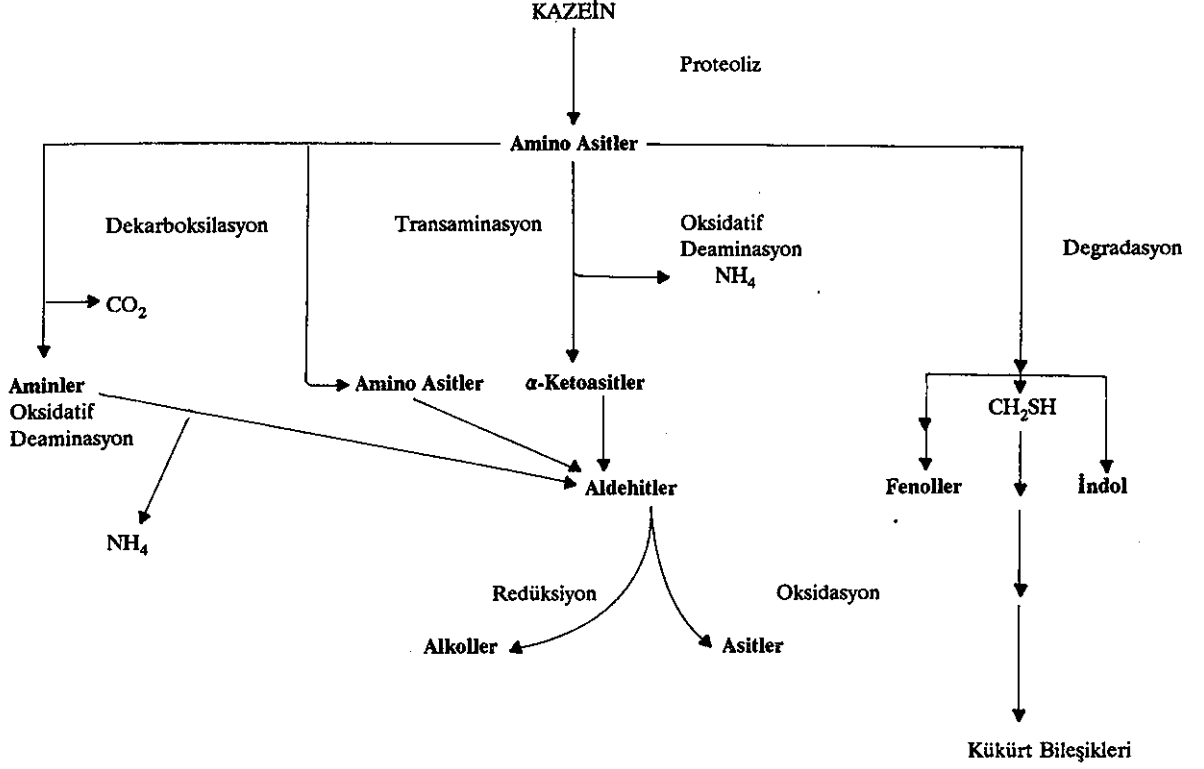 KAZEİN
Proteoliz
Amino Asitler
Dekarboksilasyon
Transaminasyon
Oksidatif
Deaminasyon
NH₄
Degradasyon
CO₂
Aminler
Oksidatif
Deaminasyon
Amino Asitler
α-Ketoasitler
CH₂SH
Aldehitler
Fenoller
İndol
NH₄
Redüksiyon
Oksidasyon
Alkoller
Asitler
Kükürt Bileşikleri